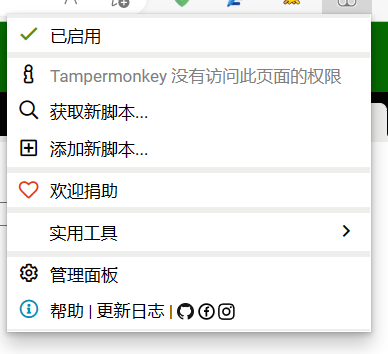 已启用
Tampermonkey 没有访问此页面的权限
获取新脚本...
添加新脚本...
欢迎捐助
实用工具
管理面板
帮助 | 更新日志 |